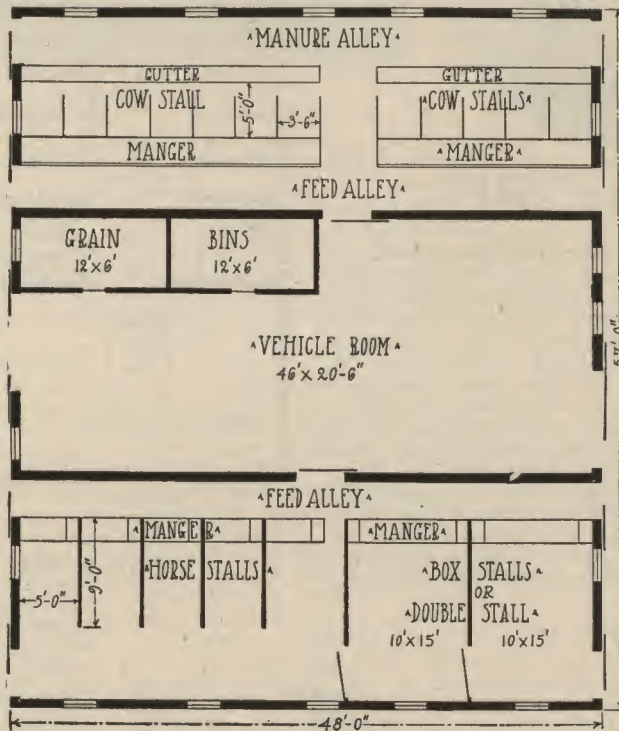 MANURE ALLEY
GUTTER GUTTER
COW STALL 5'-0" COW STALLS
3'-6"
MANGER MANGER
FEED ALLEY
GRAIN BINS
12'x6' 12'x6'
VEHICLE ROOM
46'x 20'-6"
FEED ALLEY
MANGER MANGER
9'-0" HORSE STALLS BOX STALLS
OR
5'-0" DOUBLE STALL
10'x15' 10'x15'
48'-0"